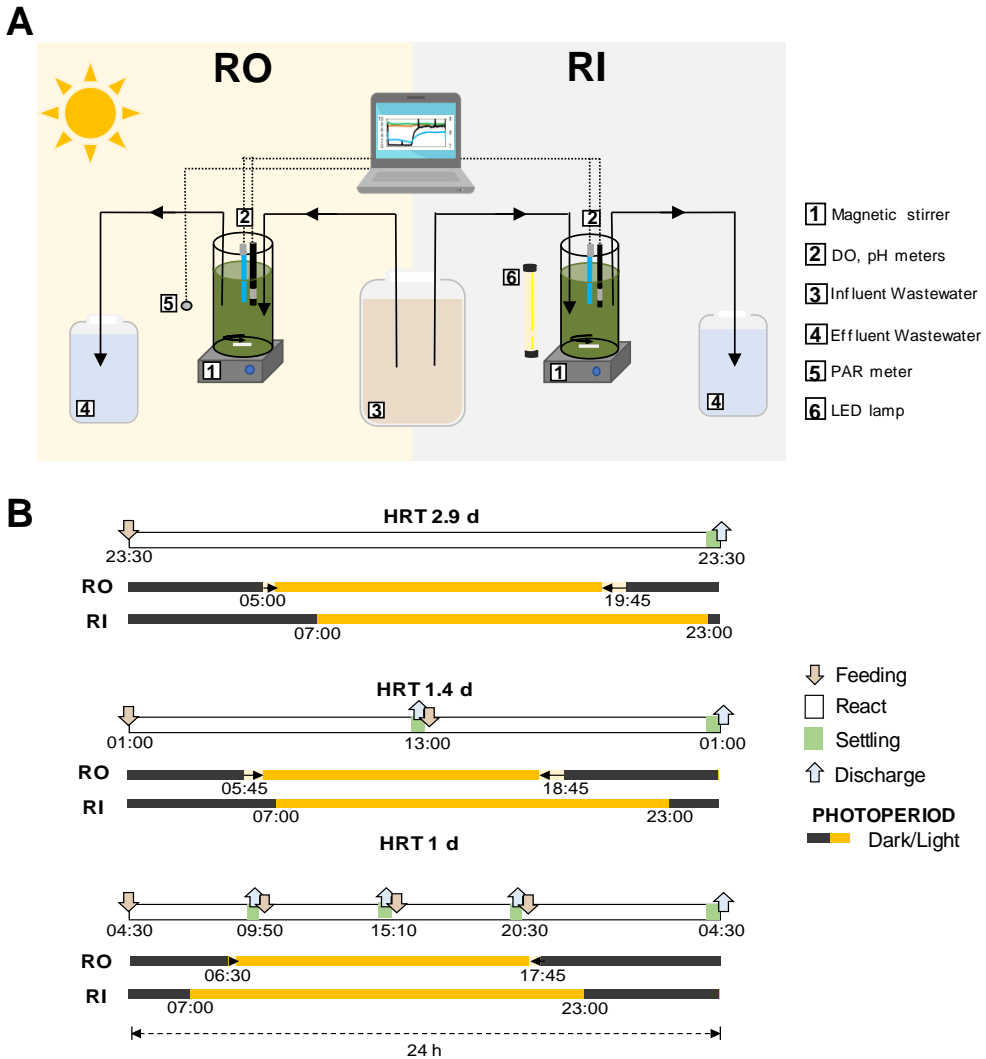 A
RO
RI
2
2
6
5
1
1
4
3
4
1 Magnetic stirrer
2 DO, pH meters
3 Influent Wastewater
4 Effluent Wastewater
5 PAR meter
6 LED lamp
B
HRT 2.9 d
23:30 23:30
RO
05:00 19:45
RI
07:00 23:00
HRT 1.4 d
01:00 13:00 01:00
RO
05:45 18:45
RI
07:00 23:00
HRT 1 d
04:30 09:50 15:10 20:30 04:30
RO
06:30 17:45
RI
07:00 23:00
24 h
Feeding
React
Settling
Discharge
PHOTOPERIOD
Dark/Light